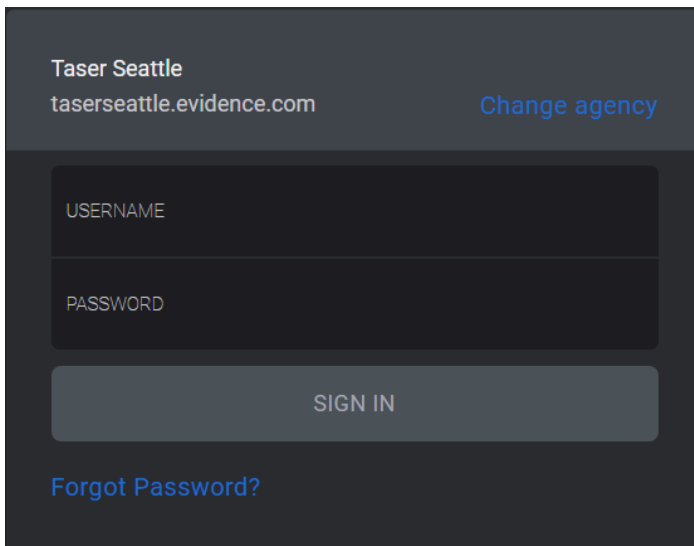 Taser Seattle
taserseattle.evidence.com
Change agency
USERNAME
PASSWORD
SIGN IN
Forgot Password?